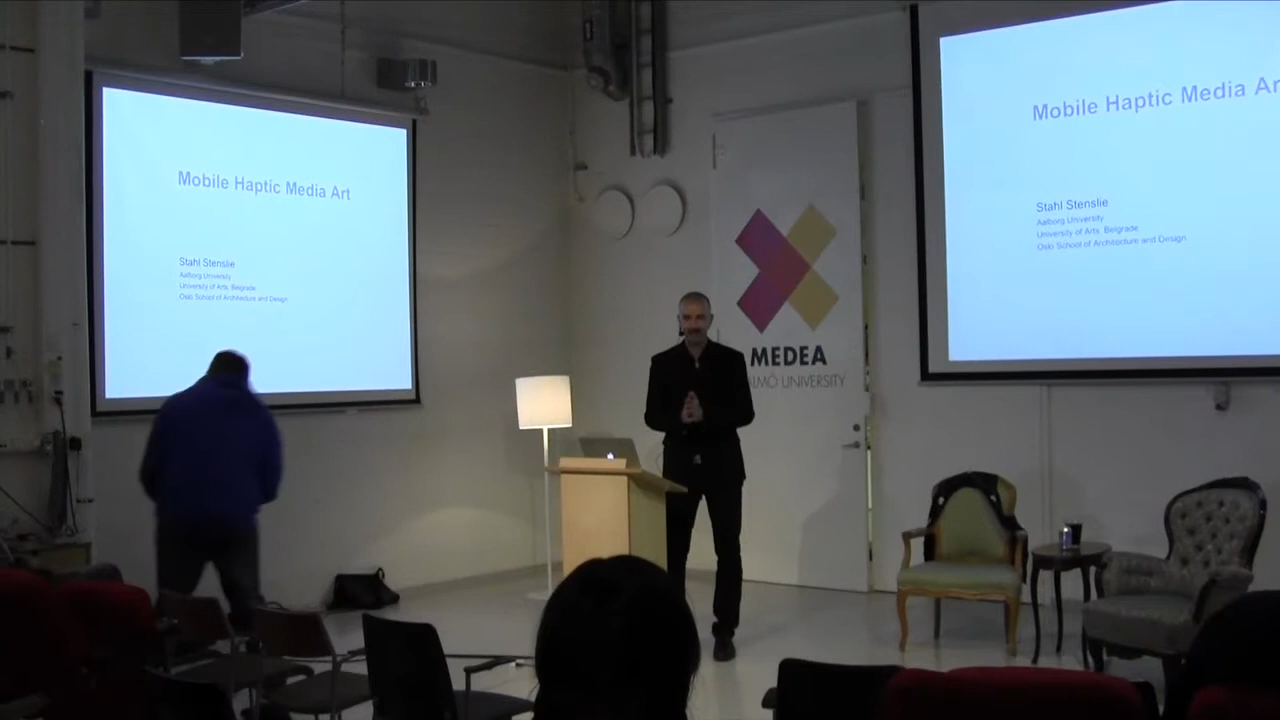 Mobile Haptic Media Art
Stahl Stenslie
Aalborg University
University of Arts, Belgrade
Oslo School of Architecture and Design
MEDEA
ALMÖ UNIVERSITY
Mobile Haptic Media Ar
Stahl Stenslie
Aalborg University
University of Arts, Belgrade
Oslo School of Architecture and Design